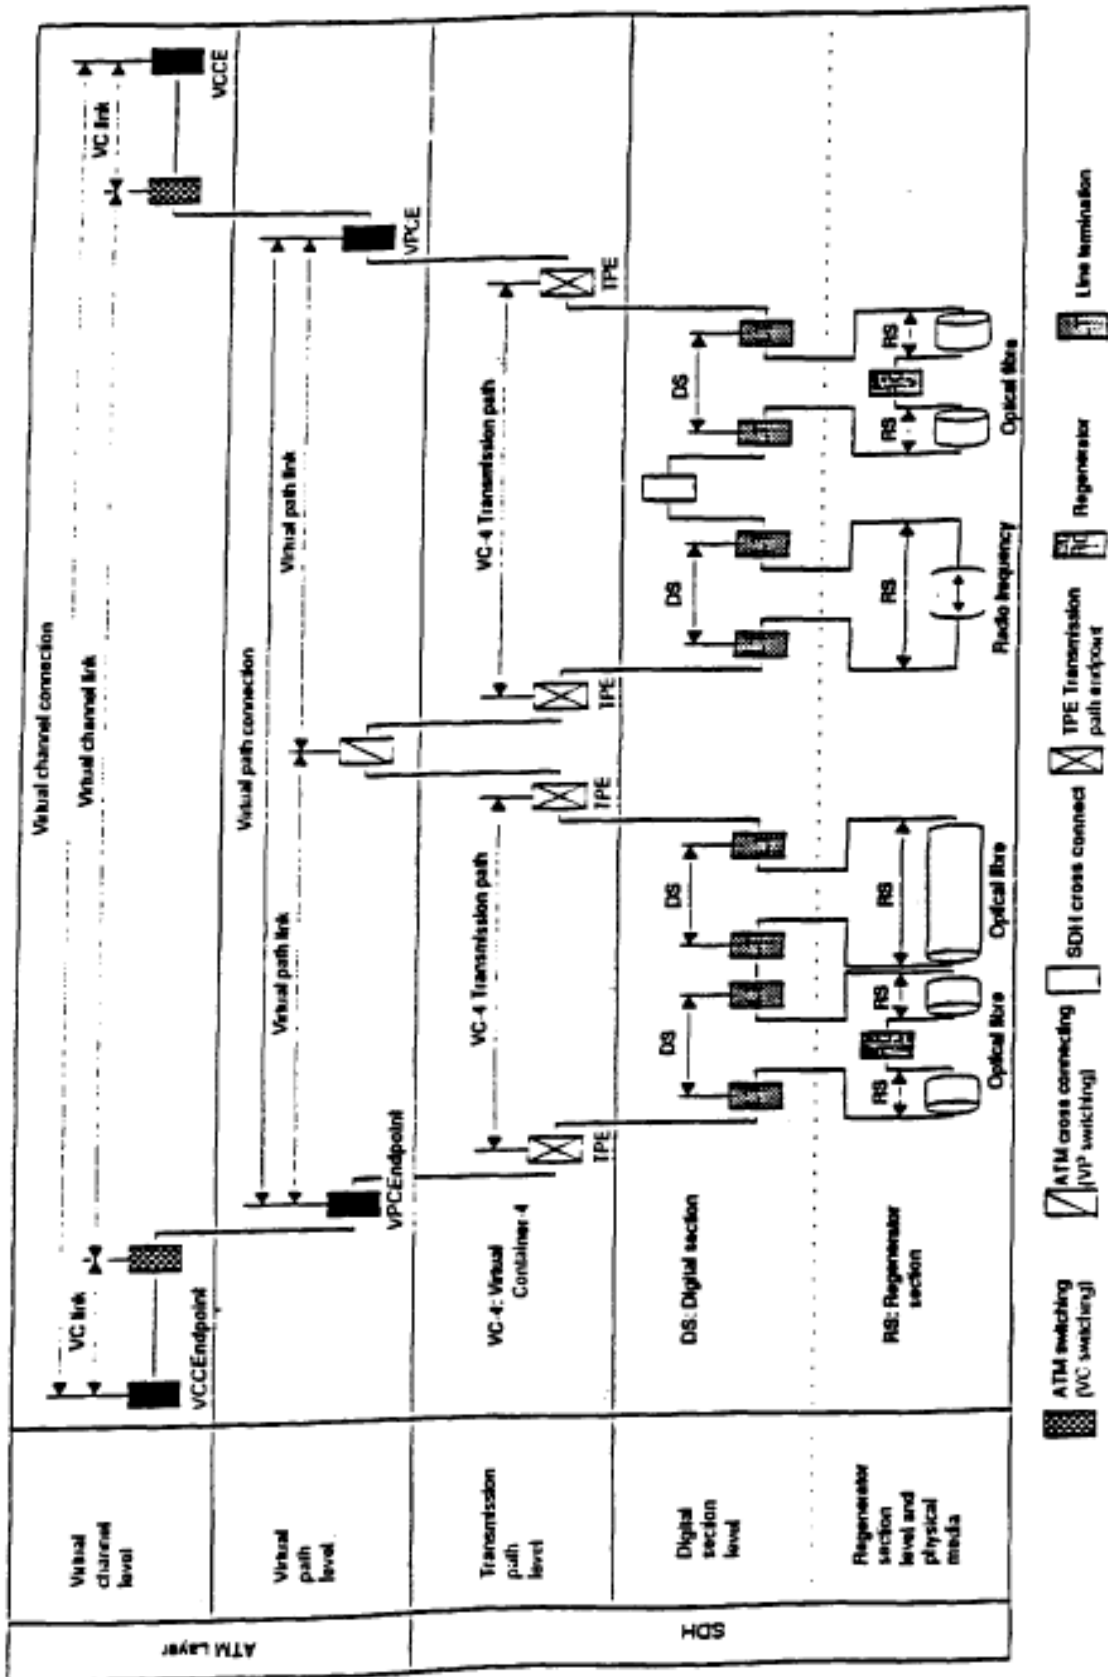 ATM Layer
SDH
Virtual
channel
level
Virtual
path
level
Transmission
path
level
Digital
section
level
Regenerator
section
level and
physical
media
Virtual channel connection
Virtual channel link
VC link
VC link
VCCEndpoint
VCCE
Virtual path connection
Virtual path link
Virtual path link
VPCEndpoint
VPCE
VC-4 Transmission path
VC-4 Transmission path
TPE
TPE
TPE
TPE
VC-4: Virtual
Container-4
DS: Digital section
DS
DS
DS
DS
RS: Regenerator
section
RS
RS
RS
RS
RS
RS
Optical fibre
Optical fibre
Radio frequency
Optical fibre
ATM switching
(VC switching)
ATM cross connecting
(VP switching)
SDH cross connect
TPE Transmission
path endpoint
Regenerator
Line termination